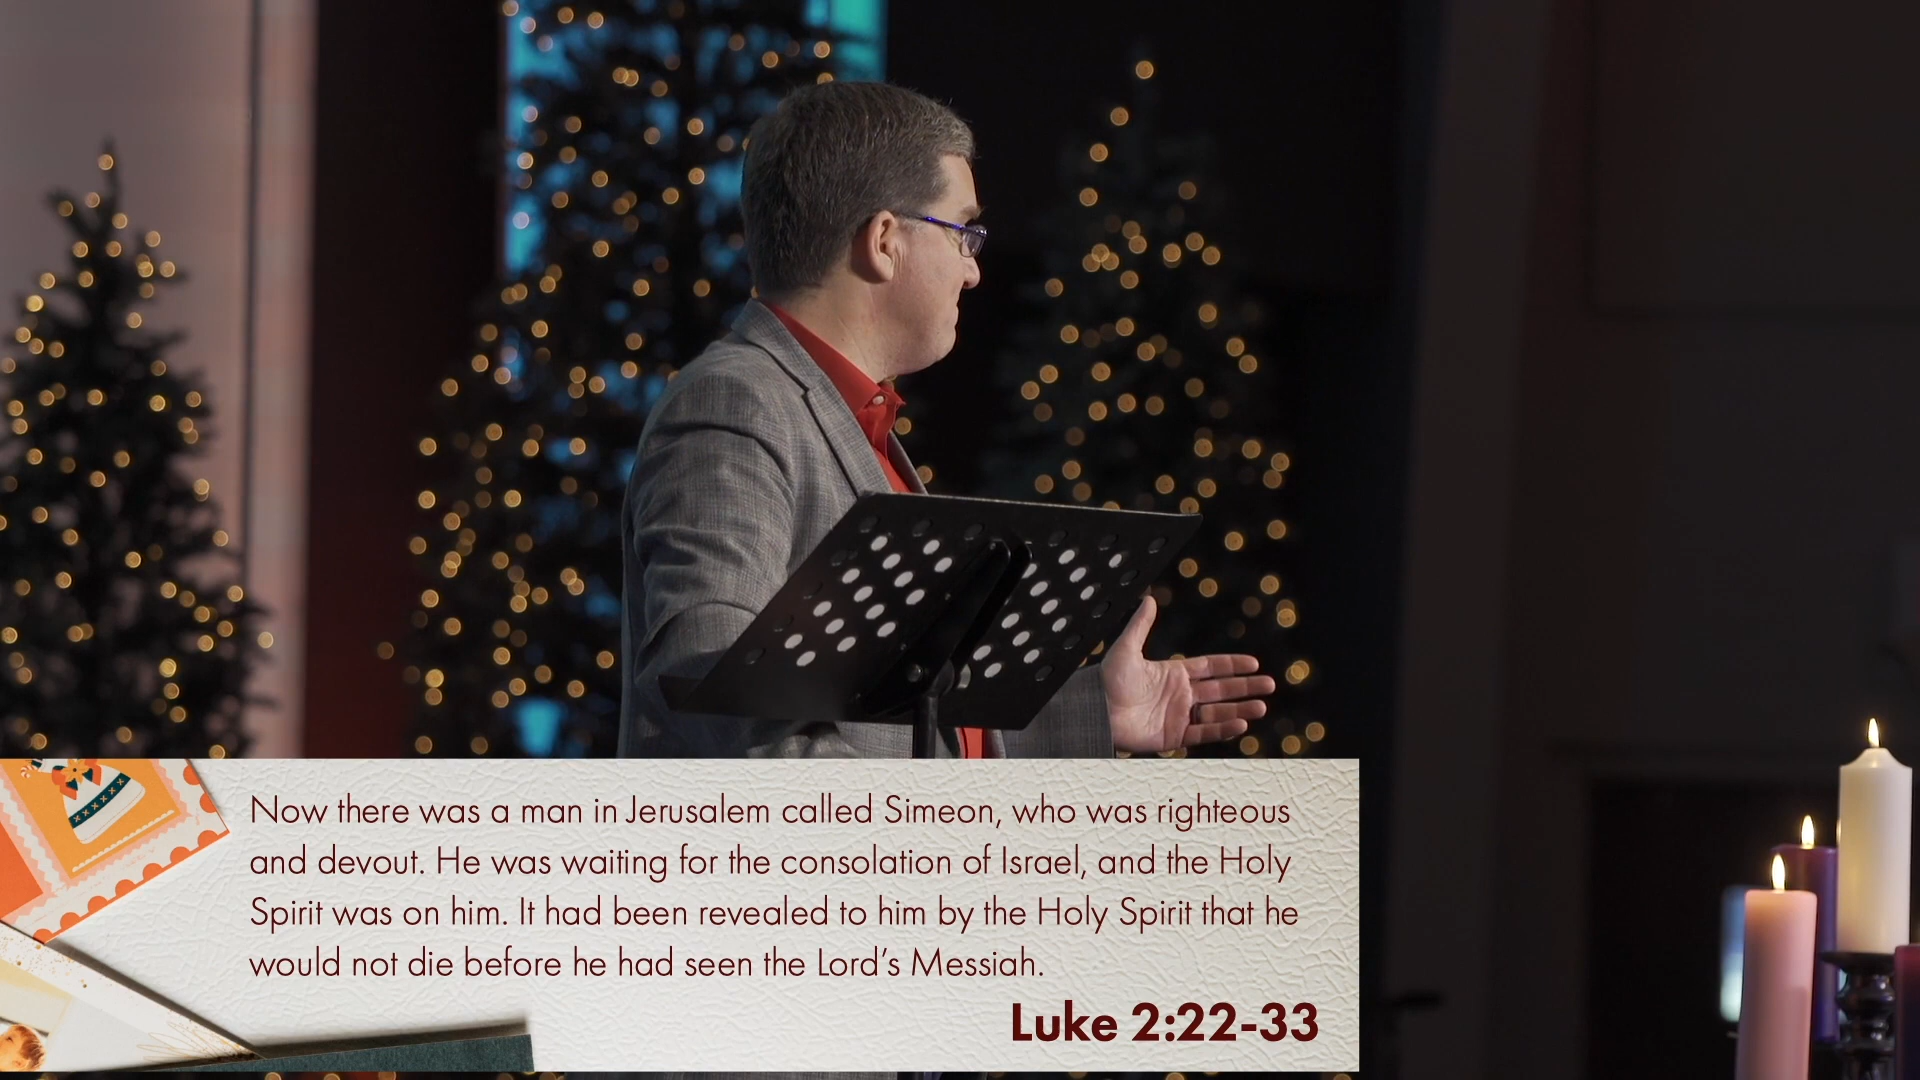 Now there was a man in Jerusalem called Simeon, who was righteous
and devout. He was waiting for the consolation of Israel, and the Holy
Spirit was on him. It had been revealed to him by the Holy Spirit that he
would not die before he had seen the Lord’s Messiah.
Luke 2:22-33